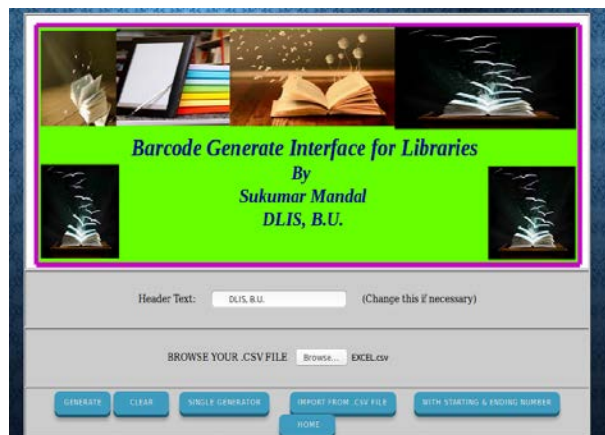 Barcode Generate Interface for Libraries
By
Sukumar Mandal
DLIS, B.U.
Header Text: DLIS, B.U. (Change this if necessary)
BROWSE YOUR .CSV FILE Browse... EXCEL.csv
GENERATE CLEAR SINGLE GENERATOR IMPORT FROM .CSV FILE WITH STARTING & ENDING NUMBER
HOME